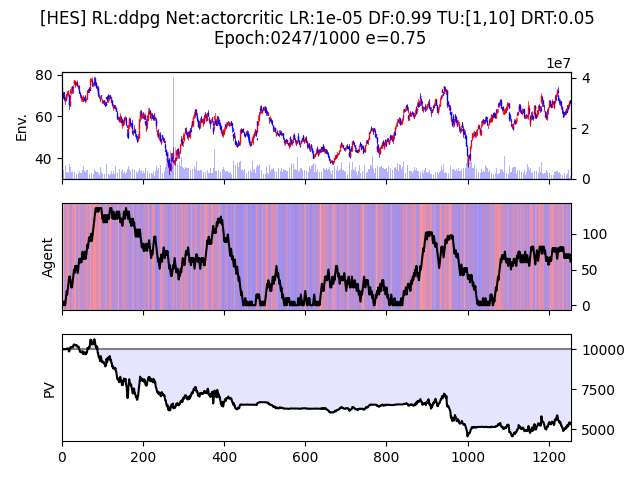 [HES] RL:ddpg Net:actorcritic LR:1e-05 DF:0.99 TU:[1,10] DRT:0.05
Epoch:0247/1000 e=0.75
1e7
80
60
40
Env.
4
2
0
Agent
100
50
0
PV
10000
7500
5000
0 200 400 600 800 1000 1200